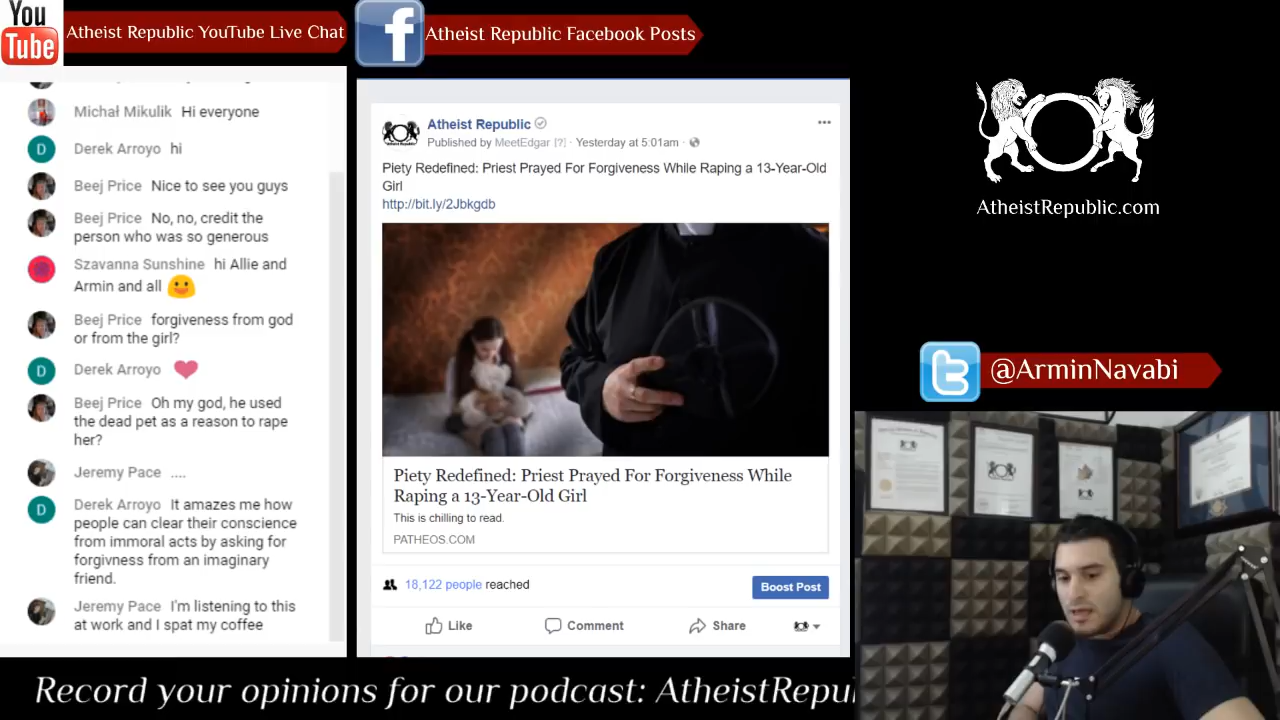 You
Tube
Atheist Republic YouTube Live Chat
Michał Mikulik Hi everyone
D
Derek Arroyo hi
Beej Price Nice to see you guys
Beej Price No, no, credit the
person who was so generous
Szavanna Sunshine hi Allie and
Armin and all
Beej Price forgiveness from god
or from the girl?
D
Derek Arroyo
Beej Price Oh my god, he used
the dead pet as a reason to rape
her?
Jeremy Pace ....
D
Derek Arroyo It amazes me how
people can clear their conscience
from immoral acts by asking for
forgivness from an imaginary
friend.
Jeremy Pace I'm listening to this
at work and I spat my coffee
f
Atheist Republic Facebook Posts
Atheist Republic
Published by MeetEdgar [?] · Yesterday at 5:01am ·
Piety Redefined: Priest Prayed For Forgiveness While Raping a 13-Year-Old
Girl
http://bit.ly/2Jbkgdb
Piety Redefined: Priest Prayed For Forgiveness While
Raping a 13-Year-Old Girl
This is chilling to read.
PATHEOS.COM
18,122 people reached
Boost Post
Like
Comment
Share
AtheistRepublic.com
@ArminNavabi
Record your opinions for our podcast: AtheistRepul